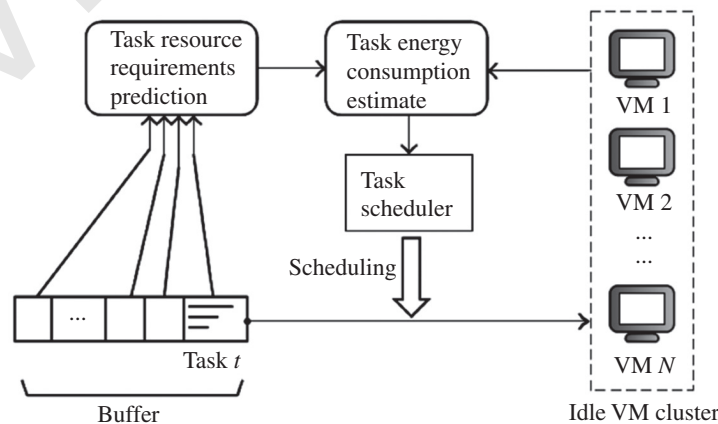 Task resource
requirements
prediction
Task energy
consumption
estimate
VM 1
Task
scheduler
VM 2
...
...
Scheduling
...
Task t
VM N
Buffer
Idle VM cluster